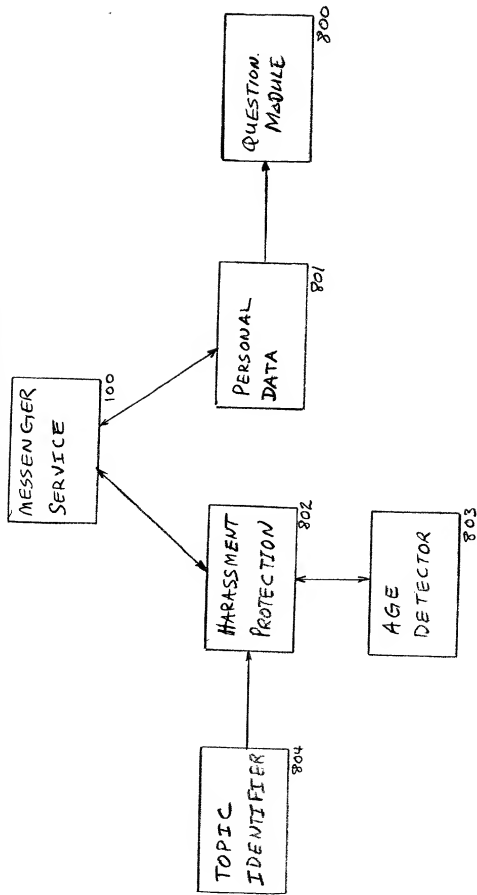 MESSENGER
SERVICE
100
TOPIC
IDENTIFIER
804
HARASSMENT
PROTECTION
802
PERSONAL
DATA
801
QUESTION.
MODULE
800
AGE
DETECTOR
803